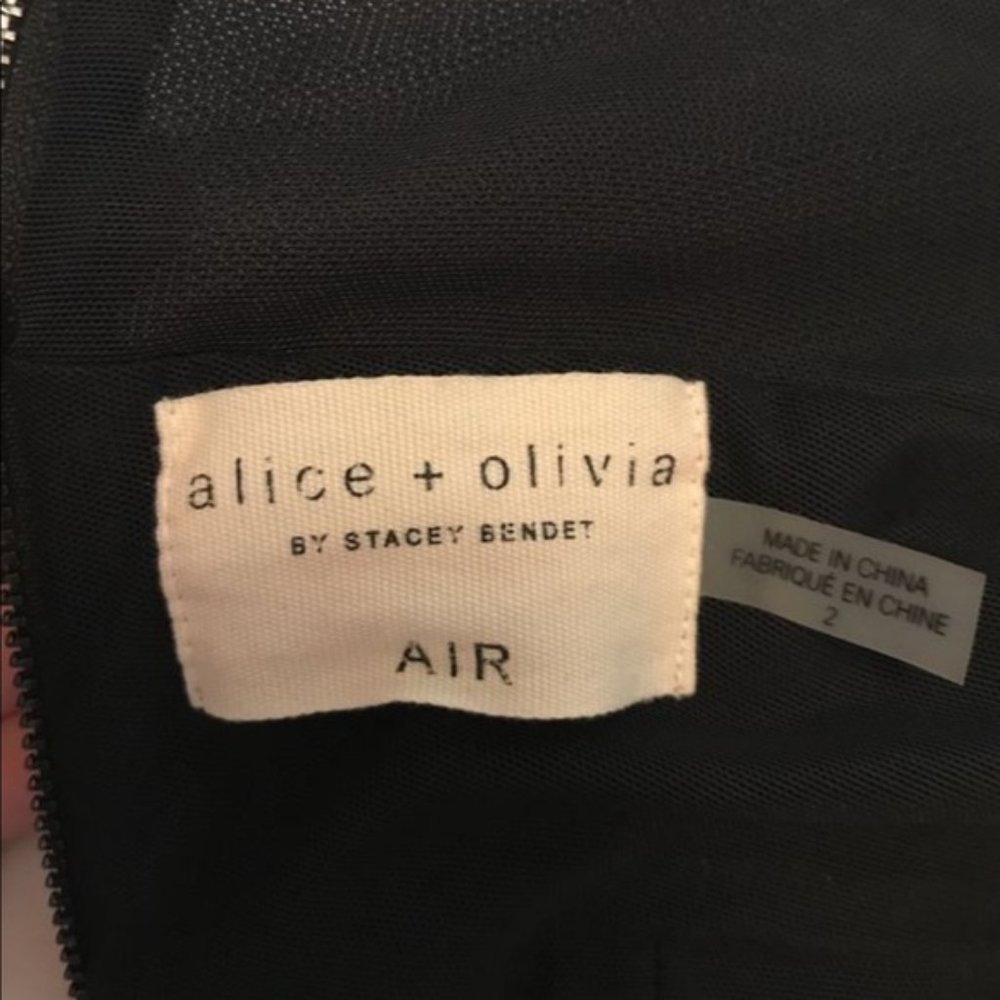 alice + olivia
BY STACEY BENDET
AIR
MADE IN CHINA
FABRIQUÉ EN CHINE
2